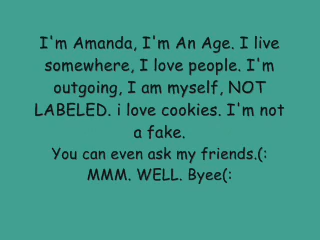 I'm Amanda, I'm An Age. I live
somewhere, I love people. I'm
outgoing, I am myself, NOT
LABELED. i love cookies. I'm not
a fake.
You can even ask my friends.(:
MMM. WELL. Byee(: